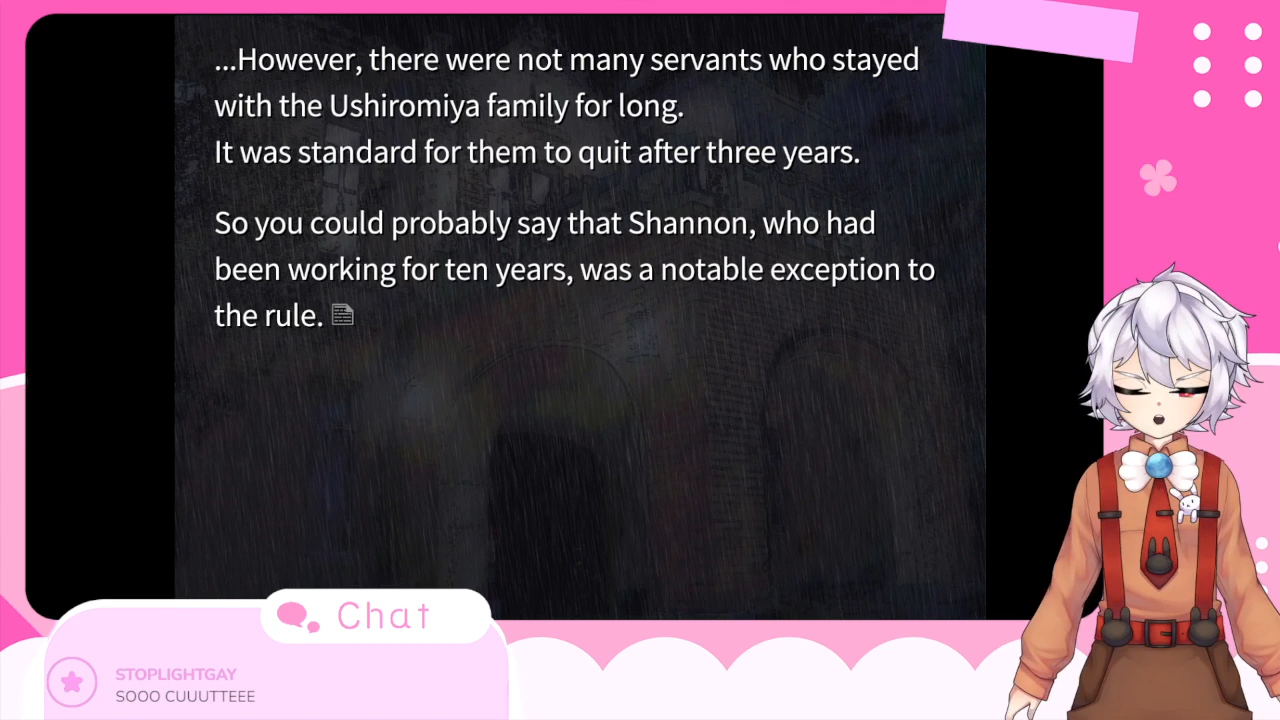 ...However, there were not many servants who stayed
with the Ushiromiya family for long.
It was standard for them to quit after three years.
So you could probably say that Shannon, who had
been working for ten years, was a notable exception to
the rule.
Chat
STOPLIGHTGAY
SOOO CUUUTTEEE